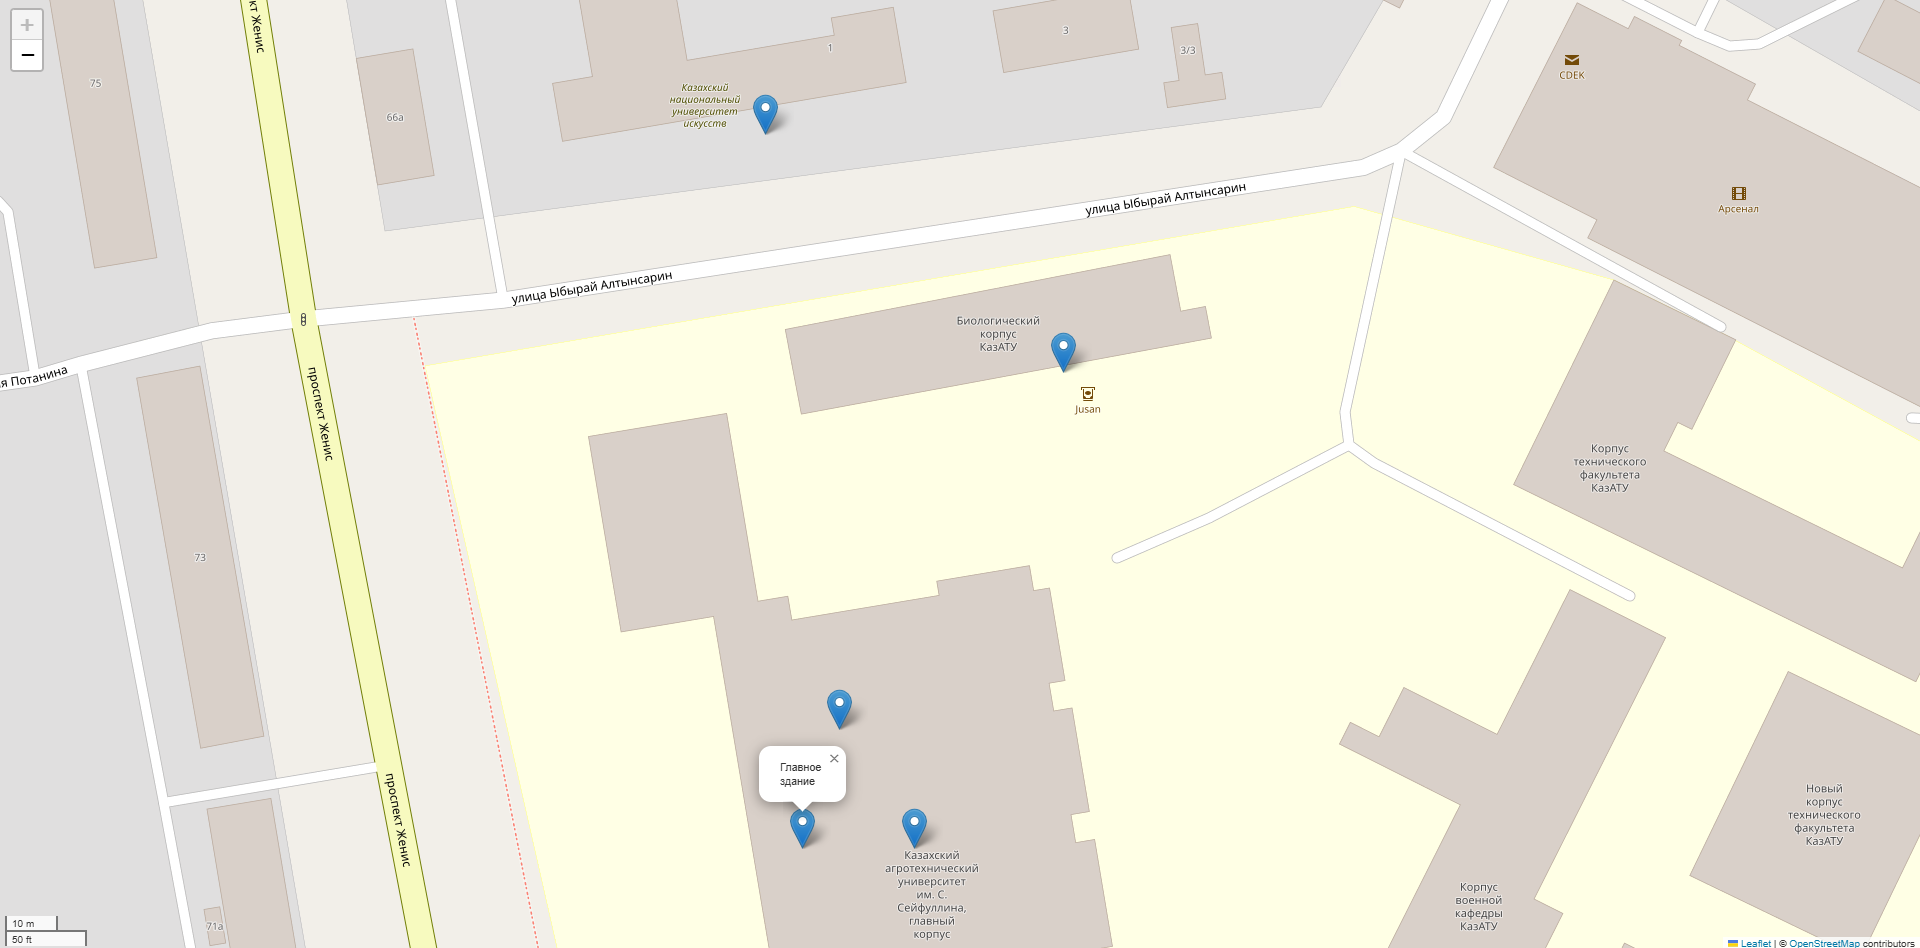 +
−
кт Женис
75
66а
1
3
3/3
Казахский
национальный
университет
искусств
CDEK
Арсенал
улица Ыбырай Алтынсарин
улица Ыбырай Алтынсарин
я Потанина
проспект Женис
Биологический
корпус
КазАТУ
Jusan
Корпус
технического
факультета
КазАТУ
73
Главное
здание
×
проспект Женис
Казахский
агротехнический
университет
им. С.
Сейфуллина,
главный
корпус
Новый
корпус
технического
факультета
КазАТУ
Корпус
военной
кафедры
КазАТУ
71а
10 m
50 ft
Leaflet | © OpenStreetMap contributors